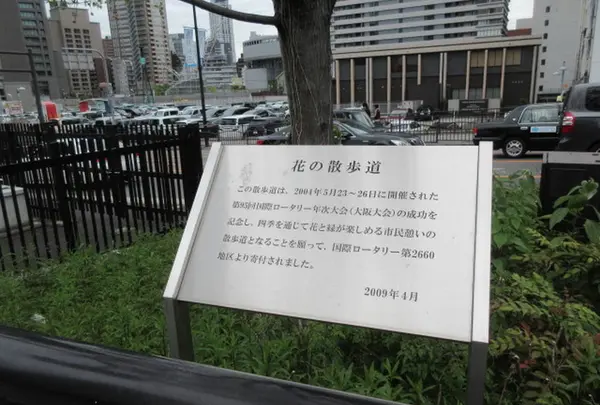 花の散歩道
この散歩道は、2004年5月23～26日に開催された
第95回国際ロータリー年次大会(大阪大会)の成功を
記念し、四季を通じて花と緑が楽しめる市民憩いの
散歩道となることを願って、国際ロータリー第2660
地区より寄付されました。
2009年4月